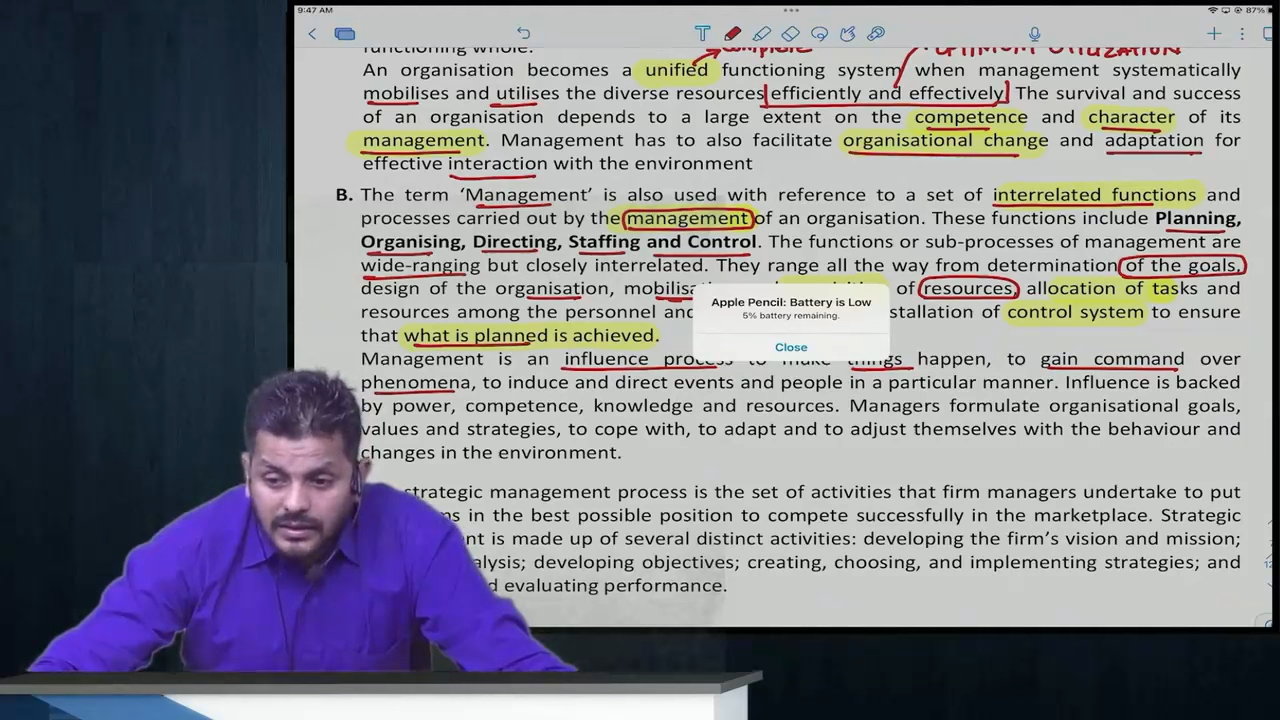 9:47 AM
87%
T
functioning whole.
complete
OPTIMUM UTILIZATION
An organisation becomes a unified functioning system when management systematically
mobilises and utilises the diverse resources efficiently and effectively. The survival and success
of an organisation depends to a large extent on the competence and character of its
management. Management has to also facilitate organisational change and adaptation for
effective interaction with the environment
B. The term ‘Management’ is also used with reference to a set of interrelated functions and
processes carried out by the management of an organisation. These functions include Planning,
Organising, Directing, Staffing and Control. The functions or sub-processes of management are
wide-ranging but closely interrelated. They range all the way from determination of the goals,
design of the organisation, of resources, allocation of tasks and
resources among the personnel and installation of control system to ensure
that what is planned is achieved.
Apple Pencil: Battery is Low
5% battery remaining.
Close
Management is an influence process to make things happen, to gain command over
phenomena, to induce and direct events and people in a particular manner. Influence is backed
by power, competence, knowledge and resources. Managers formulate organisational goals,
values and strategies, to cope with, to adapt and to adjust themselves with the behaviour and
changes in the environment.
strategic management process is the set of activities that firm managers undertake to put
in the best possible position to compete successfully in the marketplace. Strategic
is made up of several distinct activities: developing the firm’s vision and mission;
developing objectives; creating, choosing, and implementing strategies; and
evaluating performance.